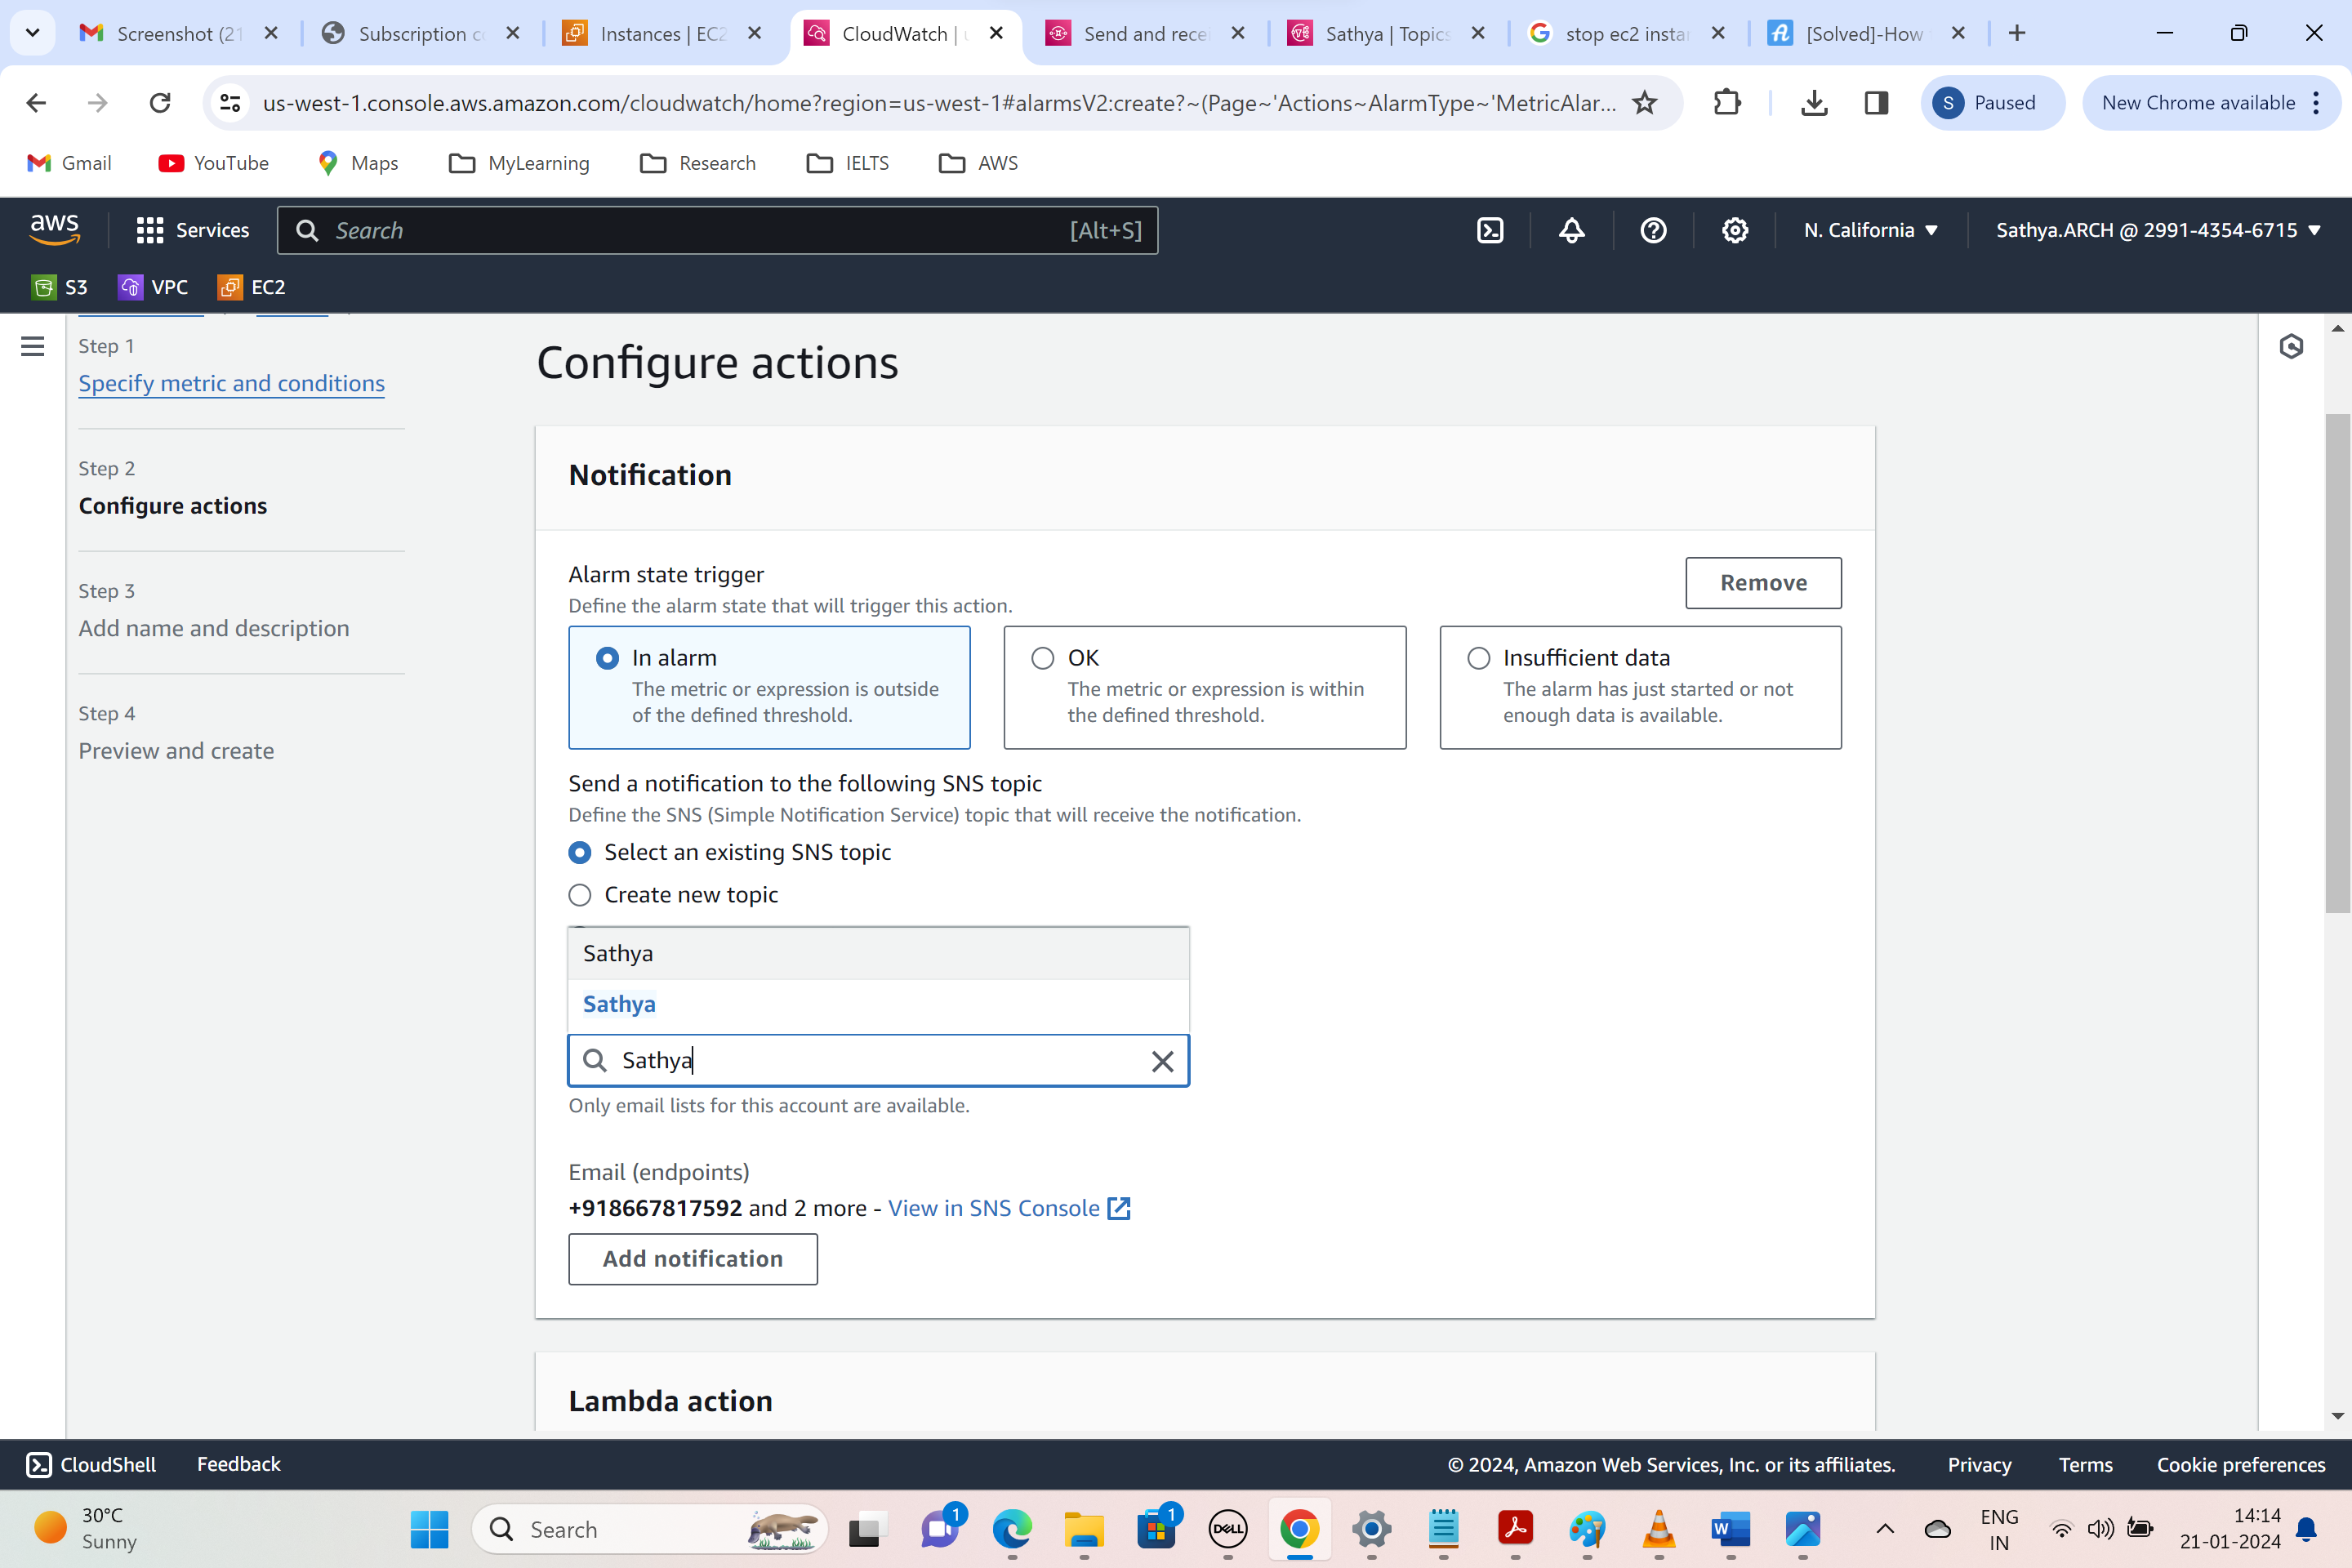 Screenshot (21
Subscription c
Instances | EC2
CloudWatch |
Send and rece
Sathya | Topics
stop ec2 insta
[Solved]-How
us-west-1.console.aws.amazon.com/cloudwatch/home?region=us-west-1#alarmsV2:create?~(Page~'Actions~AlarmType~'MetricAlar...
S
Paused
New Chrome available
Gmail
YouTube
Maps
MyLearning
Research
IELTS
AWS
aws
Services
Search
[Alt+S]
N. California
Sathya.ARCH @ 2991-4354-6715
S3
VPC
EC2
Step 1
Specify metric and conditions
Step 2
Configure actions
Step 3
Add name and description
Step 4
Preview and create
Configure actions
Notification
Alarm state trigger
Define the alarm state that will trigger this action.
Remove
In alarm
The metric or expression is outside
of the defined threshold.
OK
The metric or expression is within
the defined threshold.
Insufficient data
The alarm has just started or not
enough data is available.
Send a notification to the following SNS topic
Define the SNS (Simple Notification Service) topic that will receive the notification.
Select an existing SNS topic
Create new topic
Sathya
Sathya
Sathya
Only email lists for this account are available.
Email (endpoints)
+918667817592 and 2 more - View in SNS Console
Add notification
Lambda action
CloudShell
Feedback
© 2024, Amazon Web Services, Inc. or its affiliates.
Privacy
Terms
Cookie preferences
30°C
Sunny
Search
1
1
DELL
W
ENG
IN
14:14
21-01-2024